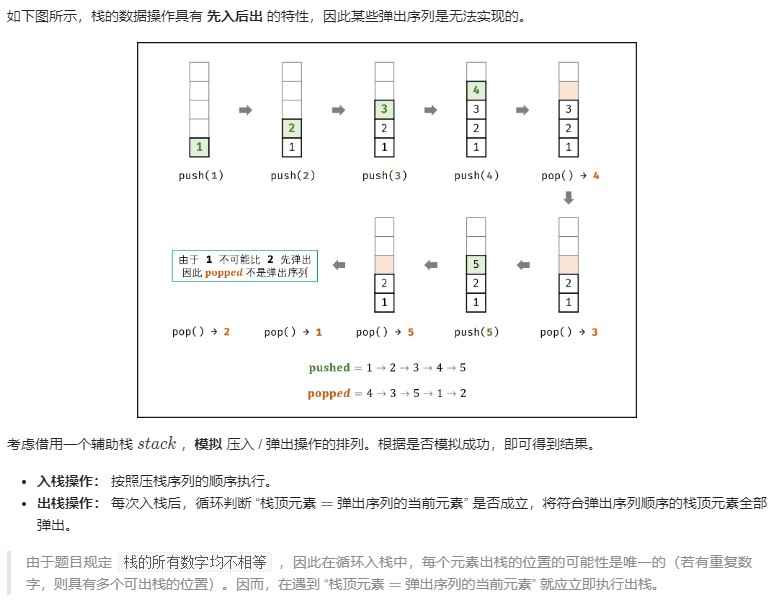 如下图所示，栈的数据操作具有 先入后出 的特性，因此某些弹出序列是无法实现的。
1 2 1 3 2 1 4 3 2 1 3 2 1
push(1) push(2) push(3) push(4) pop() → 4
由于 1 不可能比 2 先弹出
因此 popped 不是弹出序列
2 1 5 2 1 2 1
pop() → 2 pop() → 1 pop() → 5 push(5) pop() → 3
pushed = 1 → 2 → 3 → 4 → 5
popped = 4 → 3 → 5 → 1 → 2
考虑借用一个辅助栈 stack ，模拟 压入 / 弹出操作的排列。根据是否模拟成功，即可得到结果。
• 入栈操作： 按照压栈序列的顺序执行。
• 出栈操作： 每次入栈后，循环判断 “栈顶元素 = 弹出序列的当前元素” 是否成立，将符合弹出序列顺序的栈顶元素全部
弹出。
由于题目规定 栈的所有数字均不相等 ，因此在循环入栈中，每个元素出栈的位置的可能性是唯一的（若有重复数
字，则具有多个可出栈的位置）。因而，在遇到 “栈顶元素 = 弹出序列的当前元素” 就应立即执行出栈。